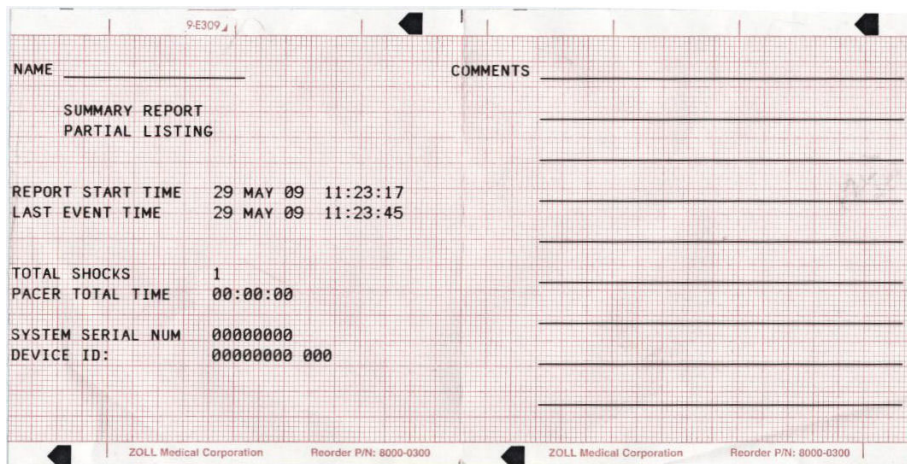 9-E309
NAME
COMMENTS
SUMMARY REPORT
PARTIAL LISTING
REPORT START TIME 29 MAY 09 11:23:17
LAST EVENT TIME 29 MAY 09 11:23:45
TOTAL SHOCKS 1
PACER TOTAL TIME 00:00:00
SYSTEM SERIAL NUM 00000000
DEVICE ID: 00000000 000
ZOLL Medical Corporation Reorder P/N: 8000-0300 ZOLL Medical Corporation Reorder P/N: 8000-0300